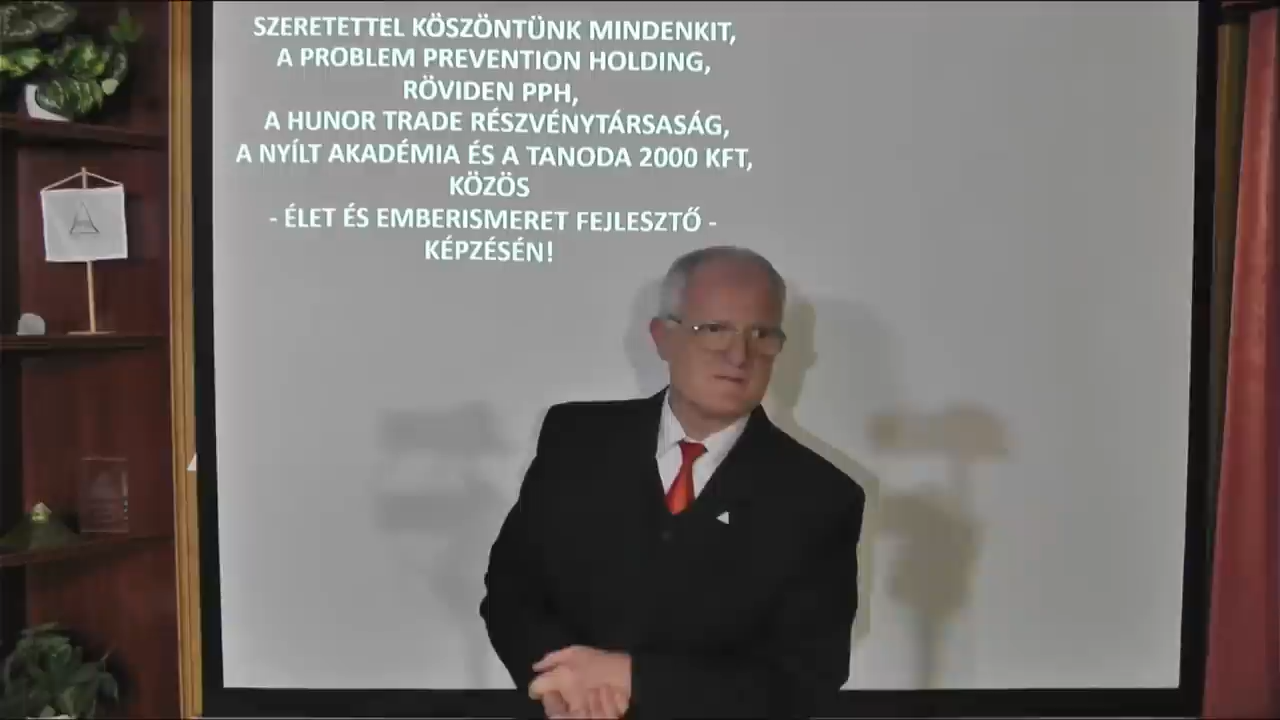 SZERETETTEL KÖSZÖNTÜNK MINDENKIT,
A PROBLEM PREVENTION HOLDING,
RÖVIDEN PPH,
A HUNOR TRADE RÉSZVÉNYTÁRSASÁG,
A NYÍLT AKADÉMIA ÉS A TANODA 2000 KFT,
KÖZÖS
- ÉLET ÉS EMBERISMERET FEJLESZTŐ -
KÉPZÉSÉN!